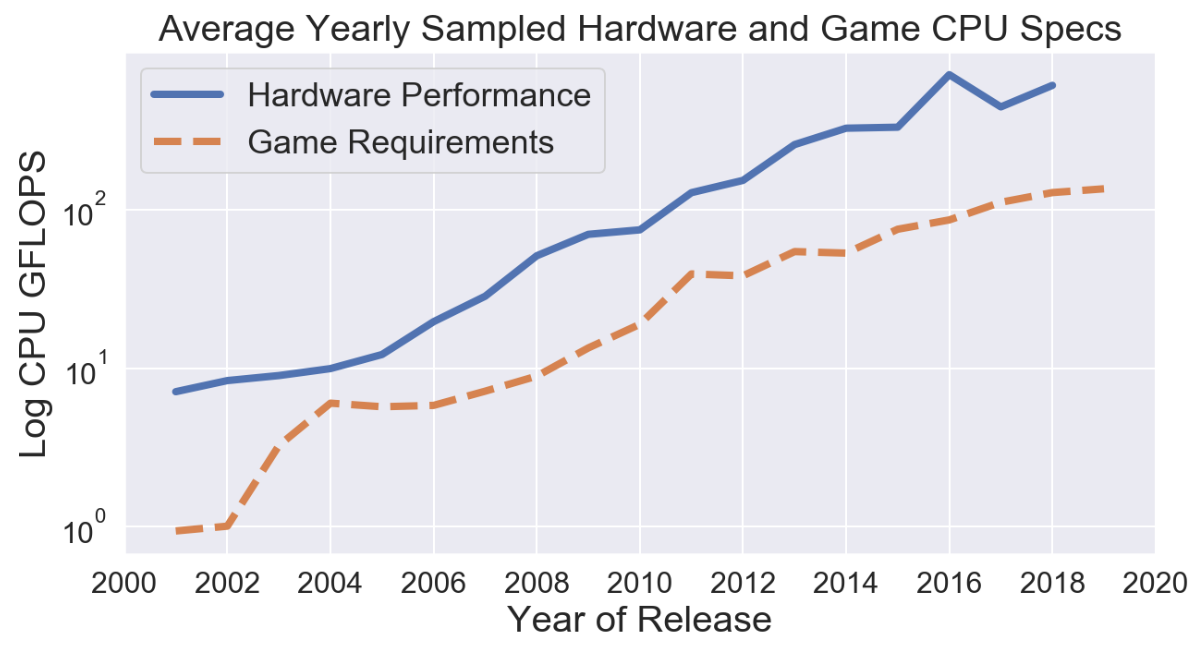 Average Yearly Sampled Hardware and Game CPU Specs
Hardware Performance
Game Requirements
Log CPU GFLOPS
10²
10¹
10⁰
2000 2002 2004 2006 2008 2010 2012 2014 2016 2018 2020
Year of Release